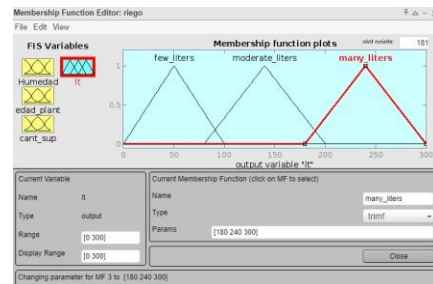 Membership Function Editor: riego
File Edit View
FIS Variables
Membership function plots
plot points: 181
few_liters moderate_liters many_liters
Humedad
lt
edad_plant
cant_sup
1
0.5
0
0 50 100 150 200 250 300
output variable "lt"
Current Variable
Name lt
Type output
Range [0 300]
Display Range [0 300]
Current Membership Function (click on MF to select)
Name many_liters
Type trimf
Params [180 240 300]
Close
Changing parameter for MF 3 to [180 240 300]